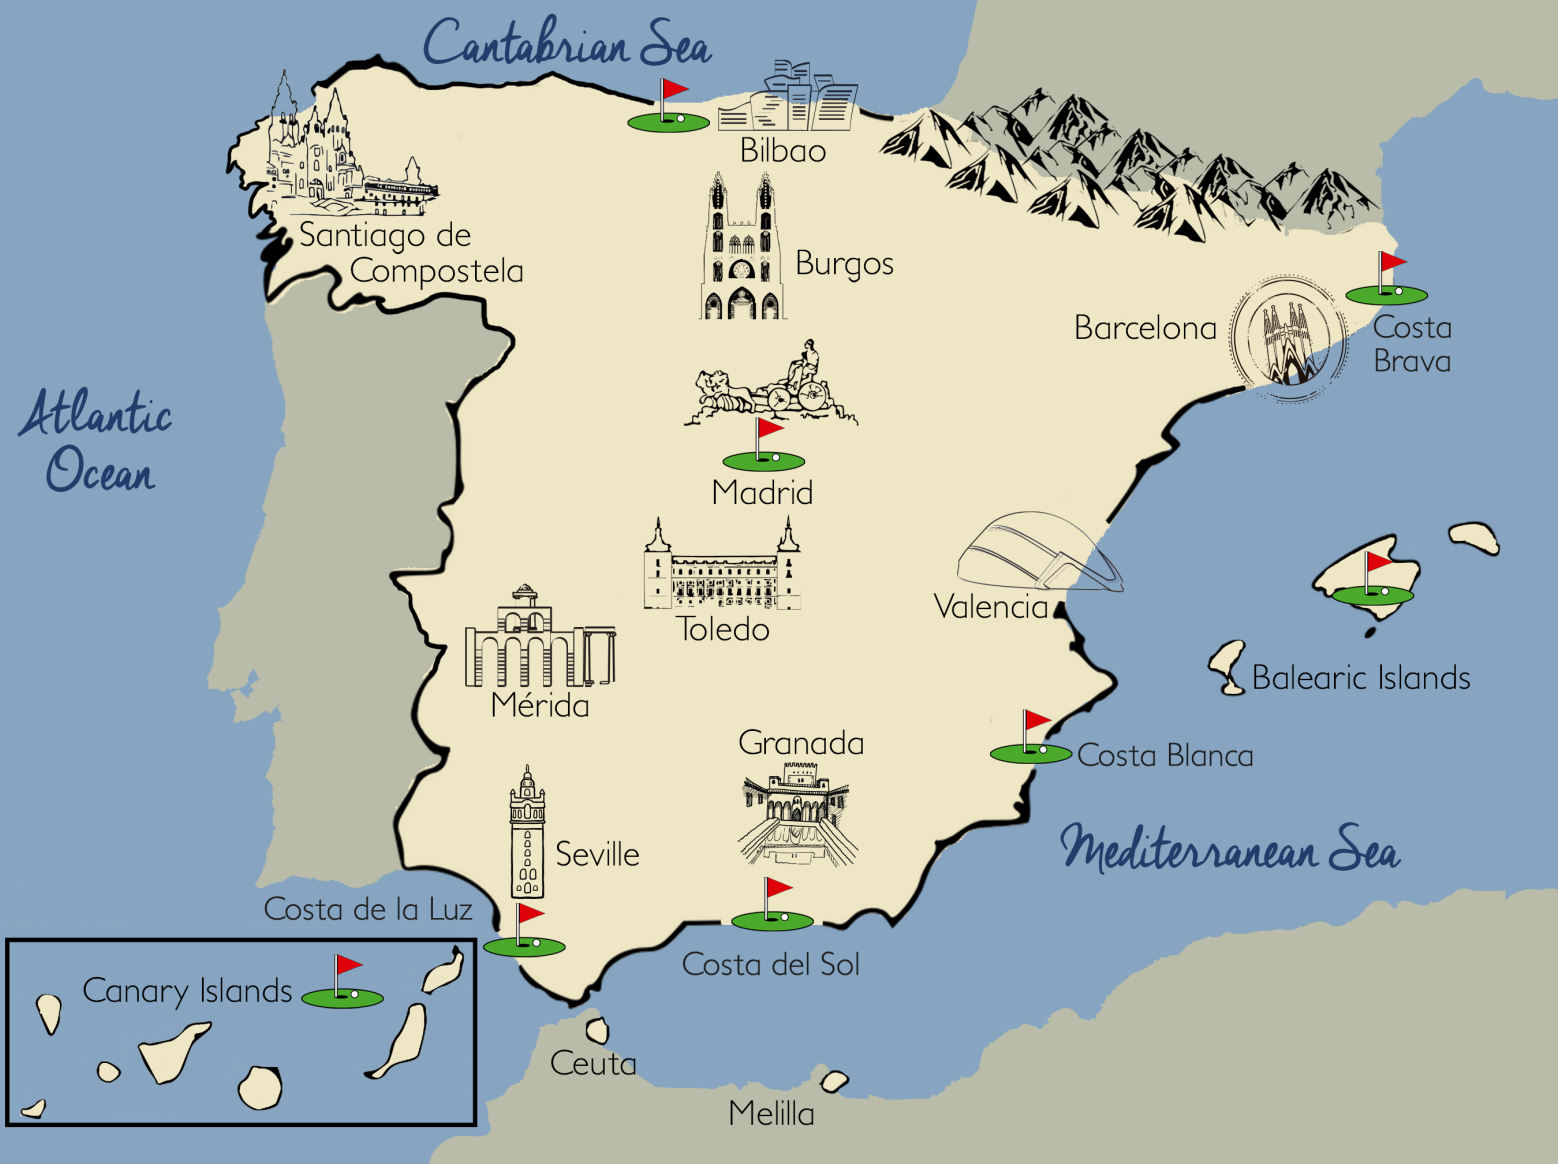 Cantabrian Sea
Bilbao
Santiago de
Compostela
Burgos
Barcelona
Costa
Brava
Atlantic
Ocean
Madrid
Valencia
Toledo
Balearic Islands
Mérida
Granada
Costa Blanca
Seville
Mediterranean Sea
Costa de la Luz
Costa del Sol
Canary Islands
Ceuta
Melilla